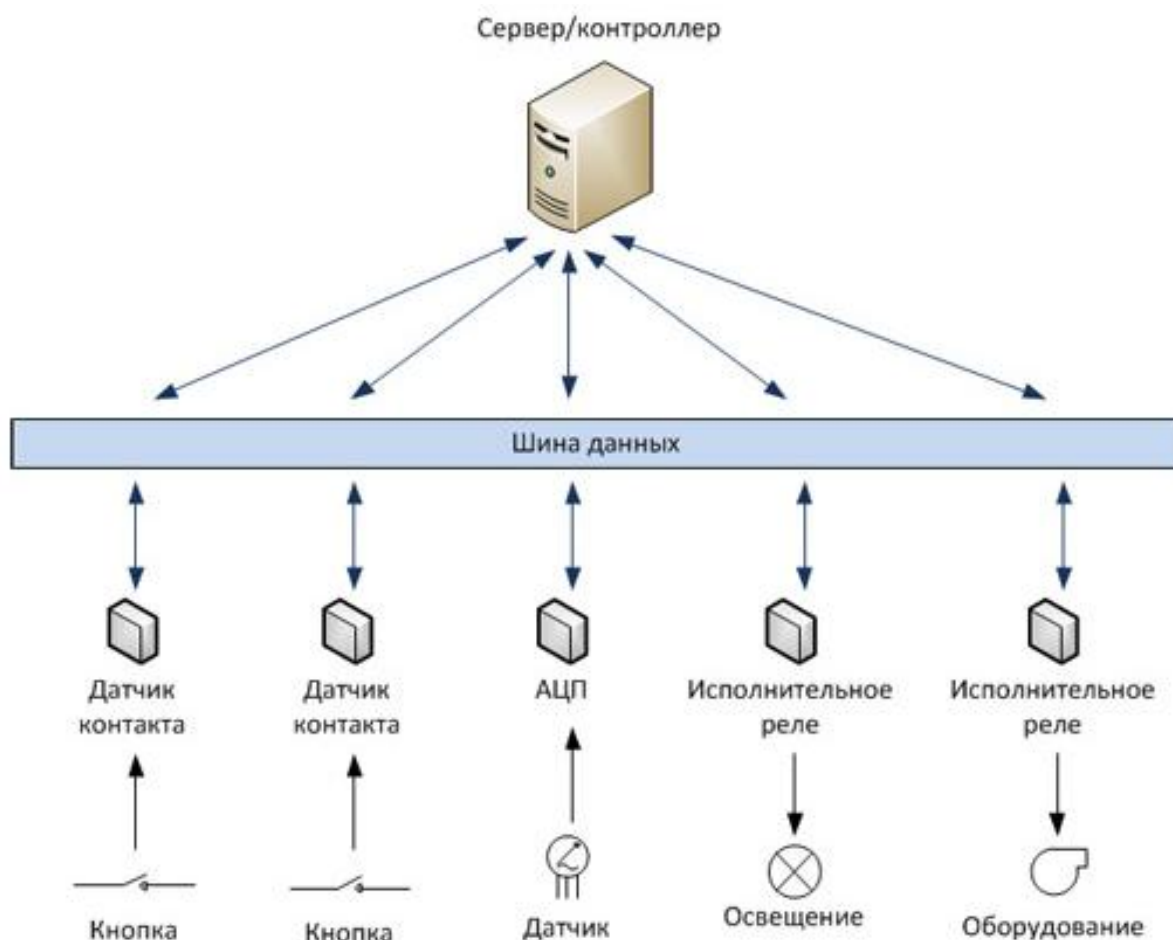 Сервер/контроллер
Шина данных
Датчик
контакта
Датчик
контакта
АЦП
Исполнительное
реле
Исполнительное
реле
Кнопка
Кнопка
Датчик
Освещение
Оборудование